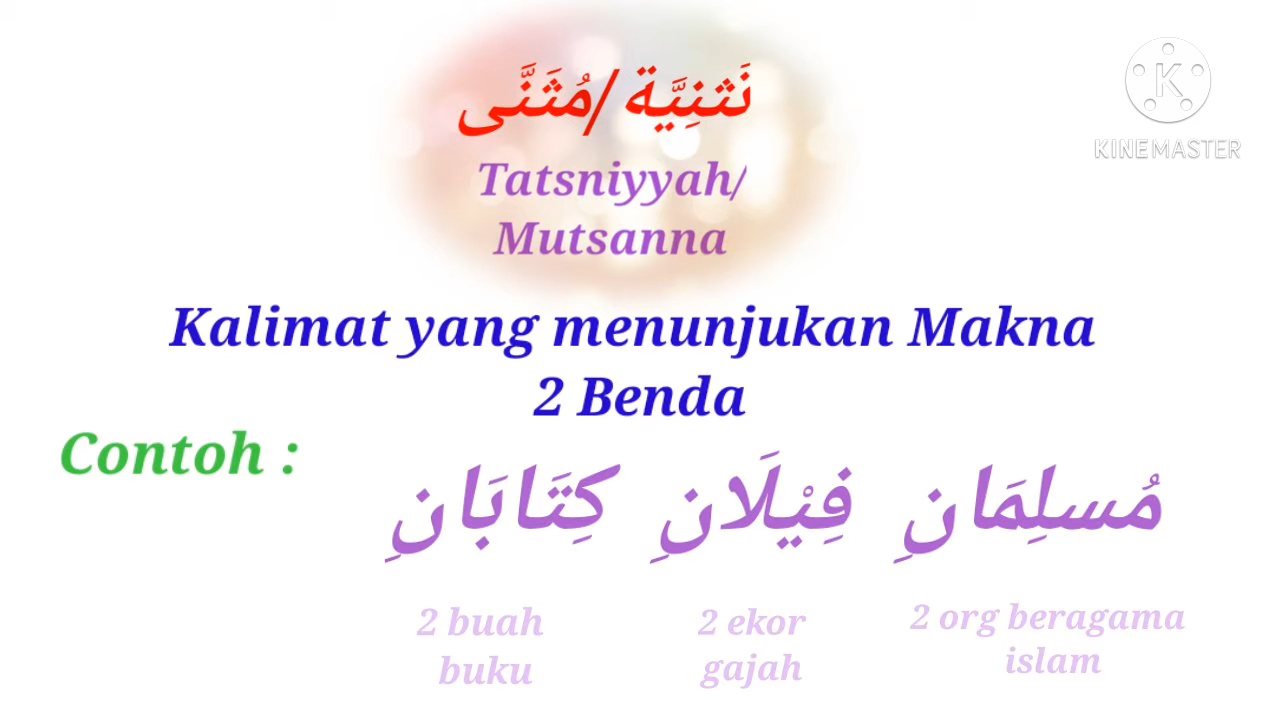 نَثنِيَّة /مُثَنَّى
Tatsniyyah/
Mutsanna
K
KINEMASTER
Kalimat yang menunjukan Makna
2 Benda
Contoh :
مُسلِمَانِ فِيْلَانِ كِتَابَانِ
2 buah
buku
2 ekor
gajah
2 org beragama
islam